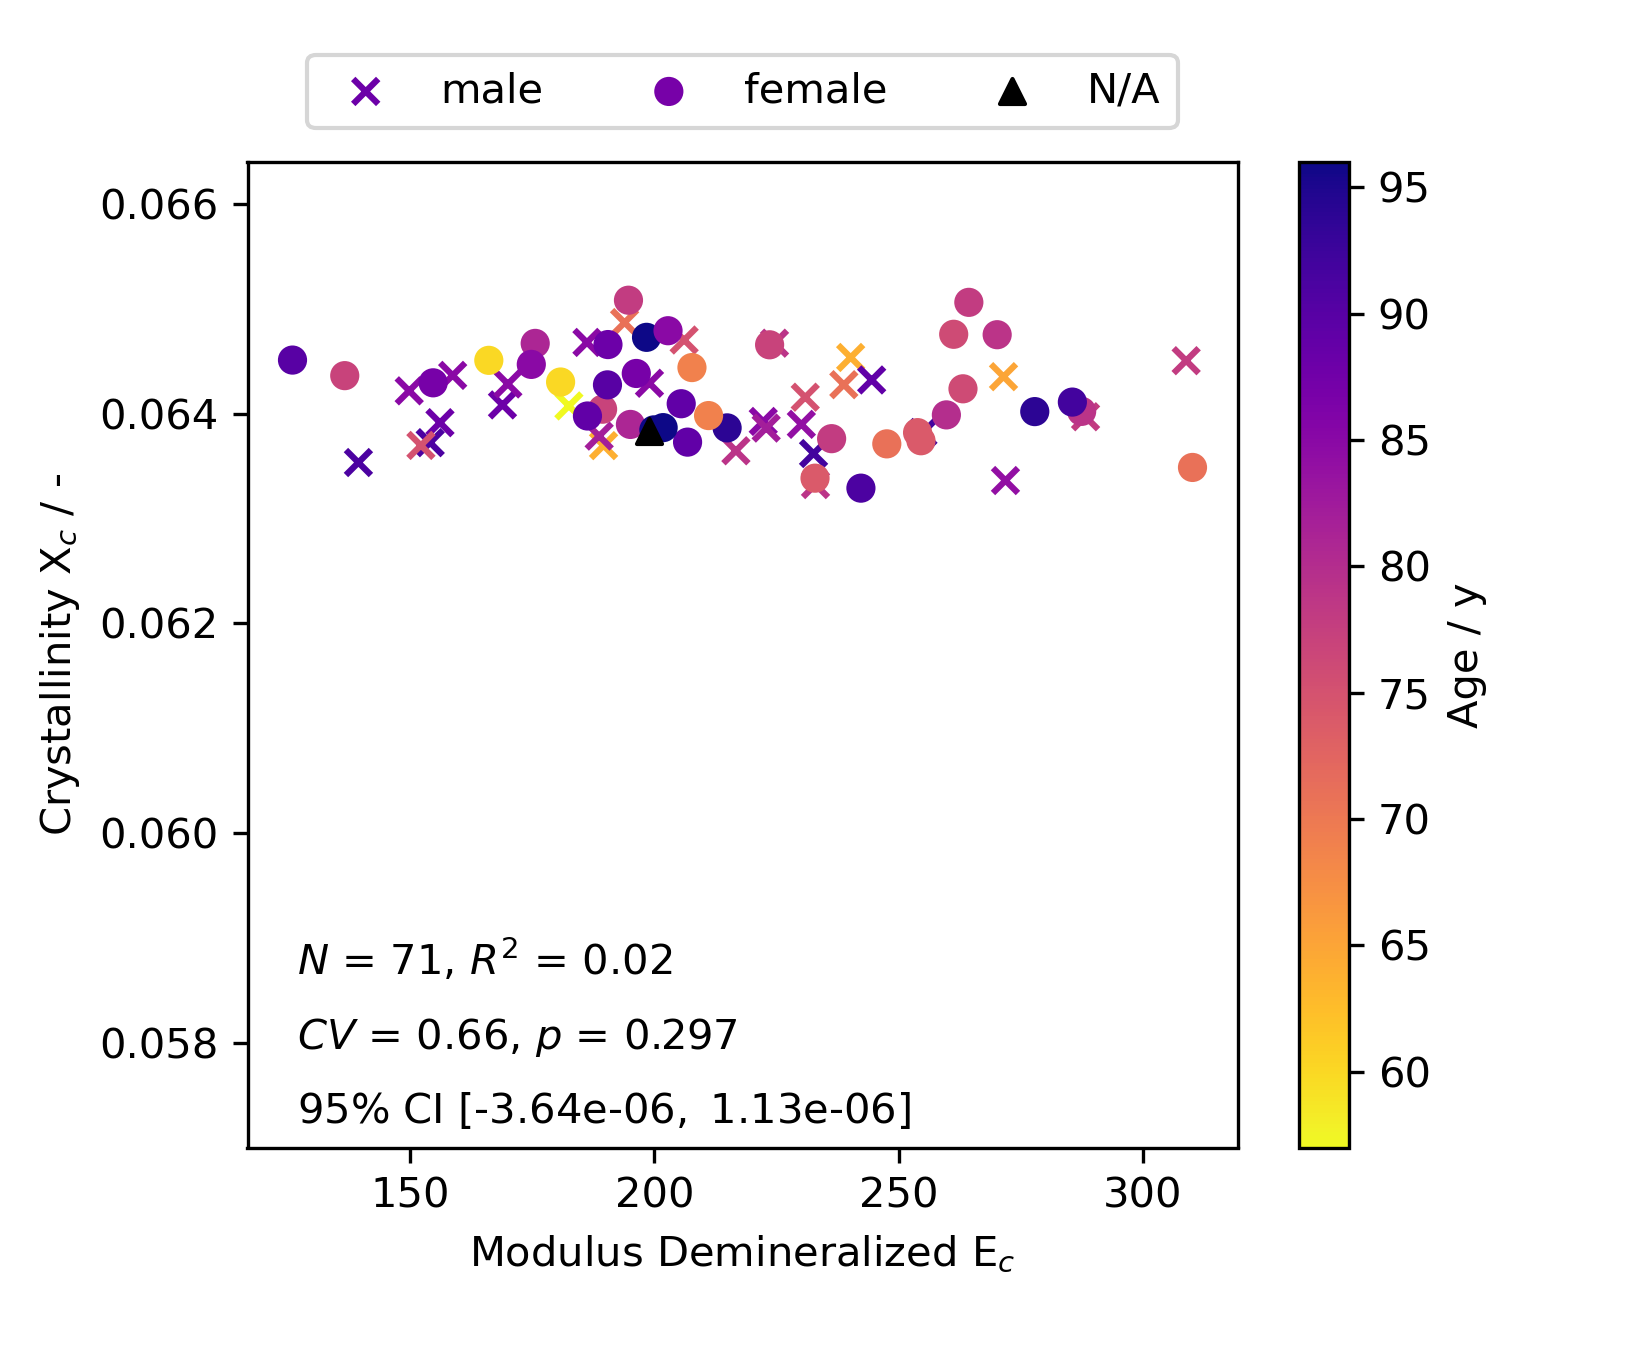 male female N/A
0.066
0.064
0.062
0.060
0.058
Crystallinity X_c / -
N = 71, R² = 0.02
CV = 0.66, p = 0.297
95% CI [-3.64e-06, 1.13e-06]
150 200 250 300
Modulus Demineralized E_c
95
90
85
80
75
70
65
60
Age / y